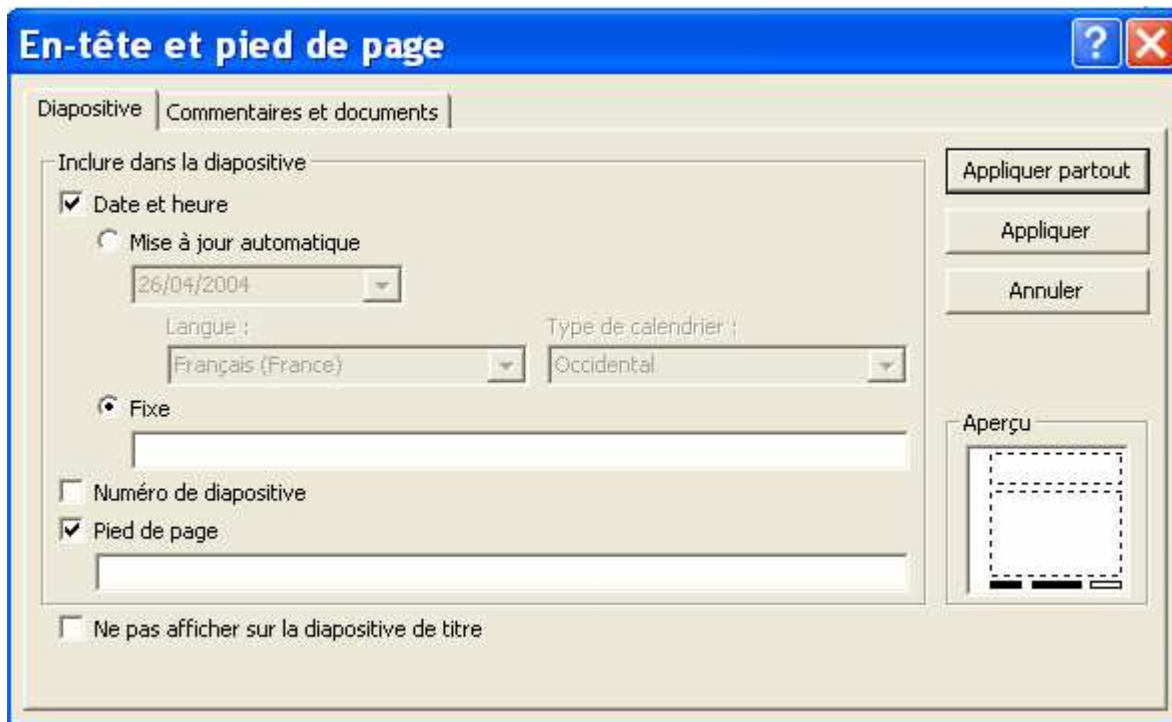 En-tête et pied de page
Diapositive Commentaires et documents
Inclure dans la diapositive
Appliquer partout
Date et heure
Appliquer
Mise à jour automatique
26/04/2004
Annuler
Langue : Type de calendrier :
Français (France) Occidental
Fixe
Aperçu
Numéro de diapositive
Pied de page
Ne pas afficher sur la diapositive de titre